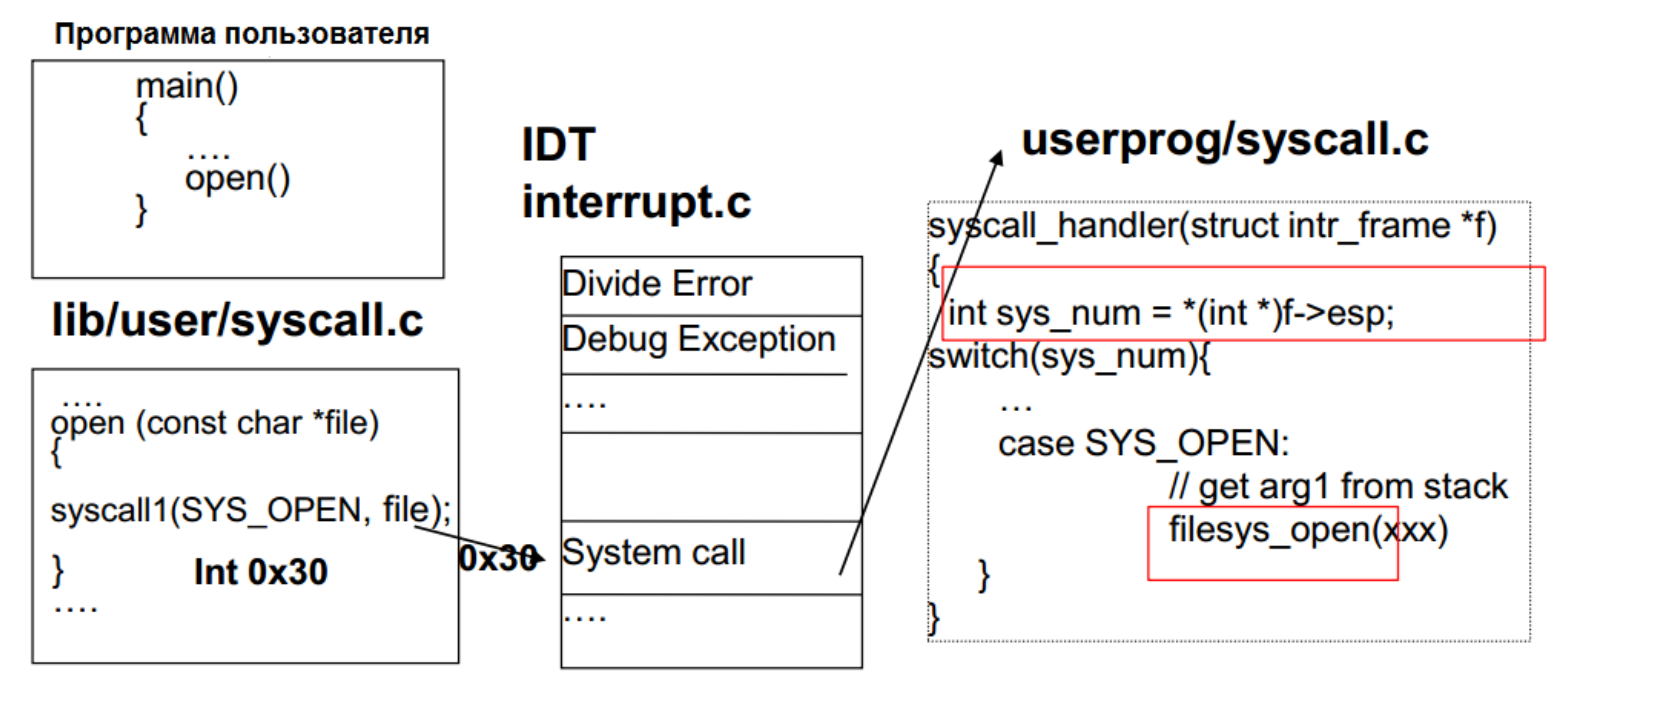 Программа пользователя
main()
{
....
open()
}
lib/user/syscall.c
....
open (const char *file)
{
syscall1(SYS_OPEN, file);
}
Int 0x30
....
0x30
IDT
interrupt.c
Divide Error
Debug Exception
....
System call
....
userprog/syscall.c
syscall_handler(struct intr_frame *f)
{
int sys_num = *(int *)f->esp;
switch(sys_num){
...
case SYS_OPEN:
// get arg1 from stack
filesys_open(xxx)
}
}